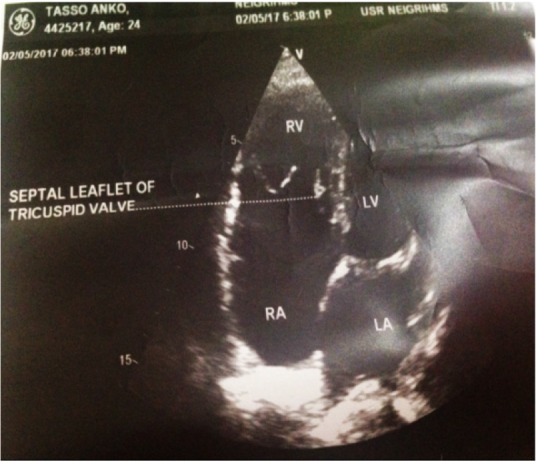 GE
TASSO ANKO,
4425217, Age: 24
02/05/2017 06:38:01 PM
NEIGRIHMS
02/05/17 6:38:01 P
USR NEIGRIHMS
V
RV
5
SEPTAL LEAFLET OF
TRICUSPID VALVE
LV
10
RA
LA
15